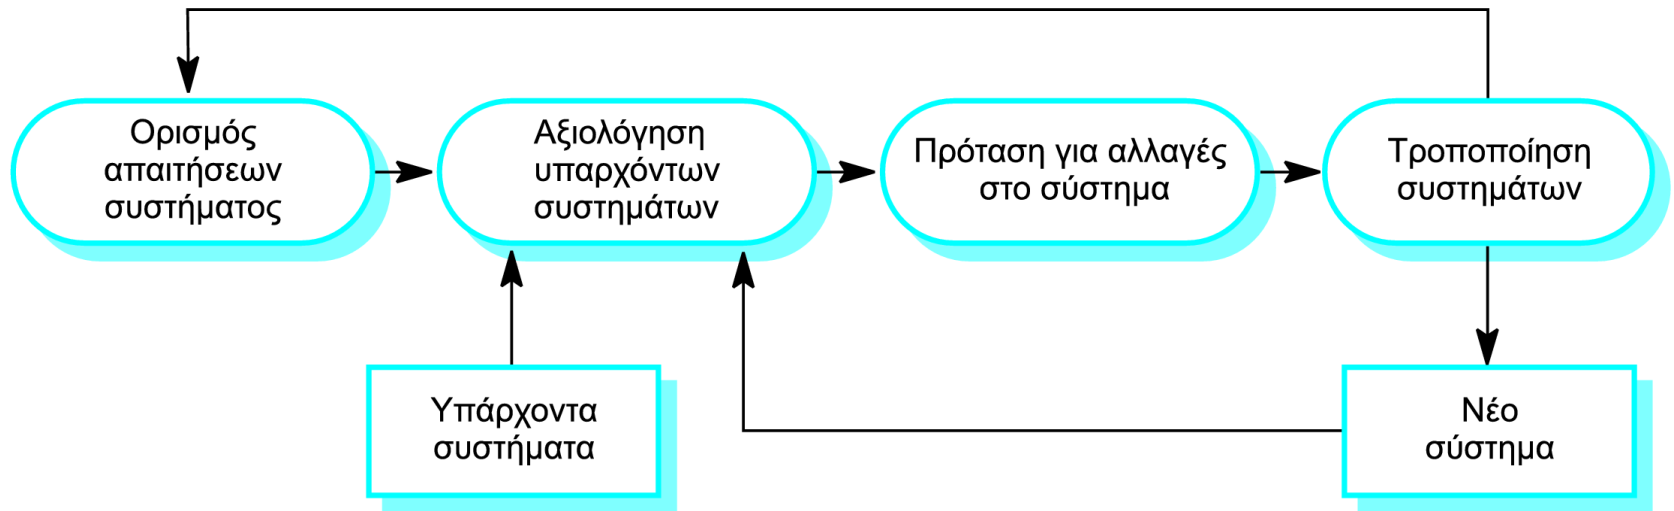 Ορισμός
απαιτήσεων
συστήματος
Αξιολόγηση
υπαρχόντων
συστημάτων
Πρόταση για αλλαγές
στο σύστημα
Τροποποίηση
συστημάτων
Υπάρχοντα
συστήματα
Νέο
σύστημα